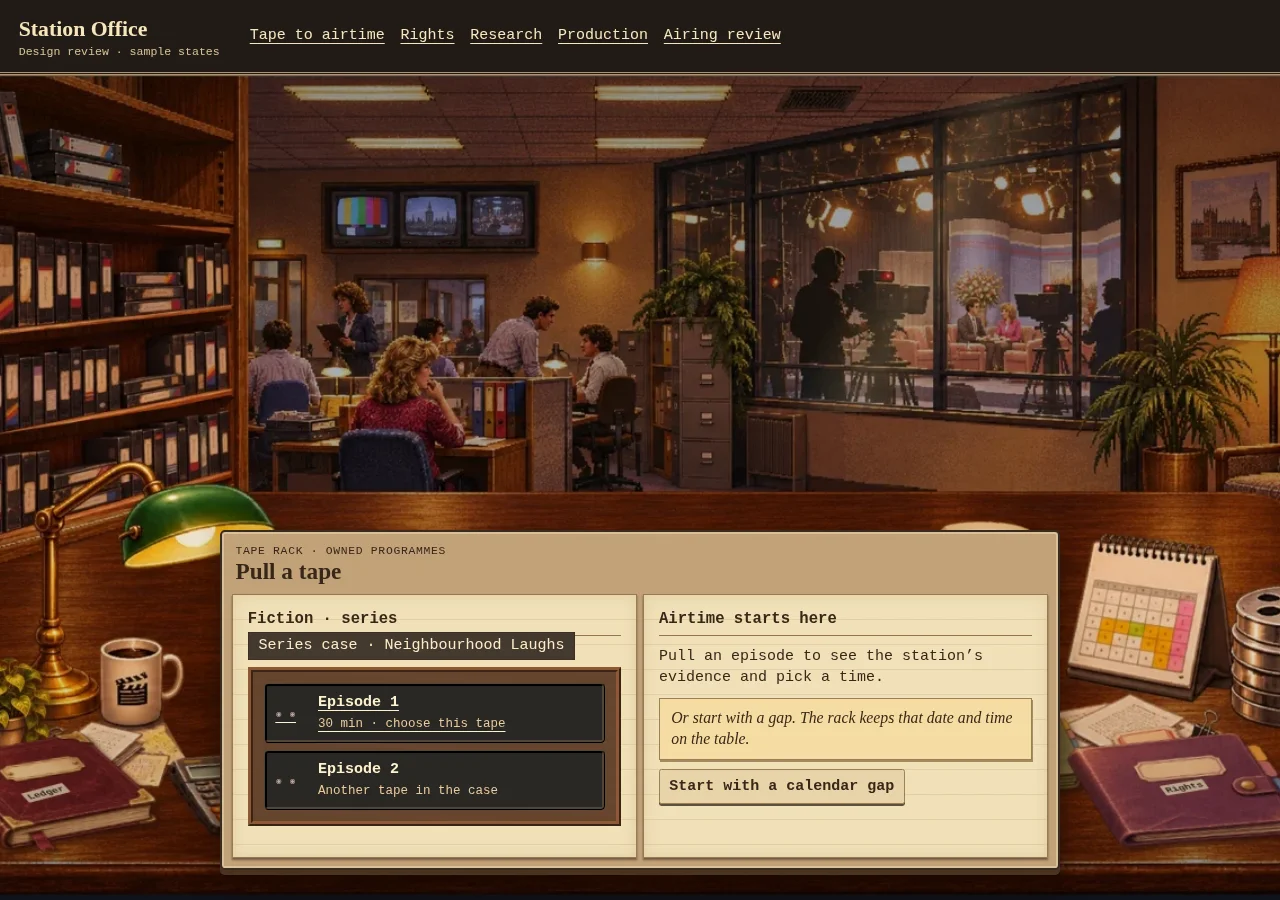 Station Office
Design review · sample states
Tape to airtime
Rights
Research
Production
Airing review
TAPE RACK · OWNED PROGRAMMES
Pull a tape
Fiction · series
Series case · Neighbourhood Laughs
Episode 1
30 min · choose this tape
Episode 2
Another tape in the case
Airtime starts here
Pull an episode to see the station’s
evidence and pick a time.
Or start with a gap. The rack keeps that date and time
on the table.
Start with a calendar gap
Ledger
Rights